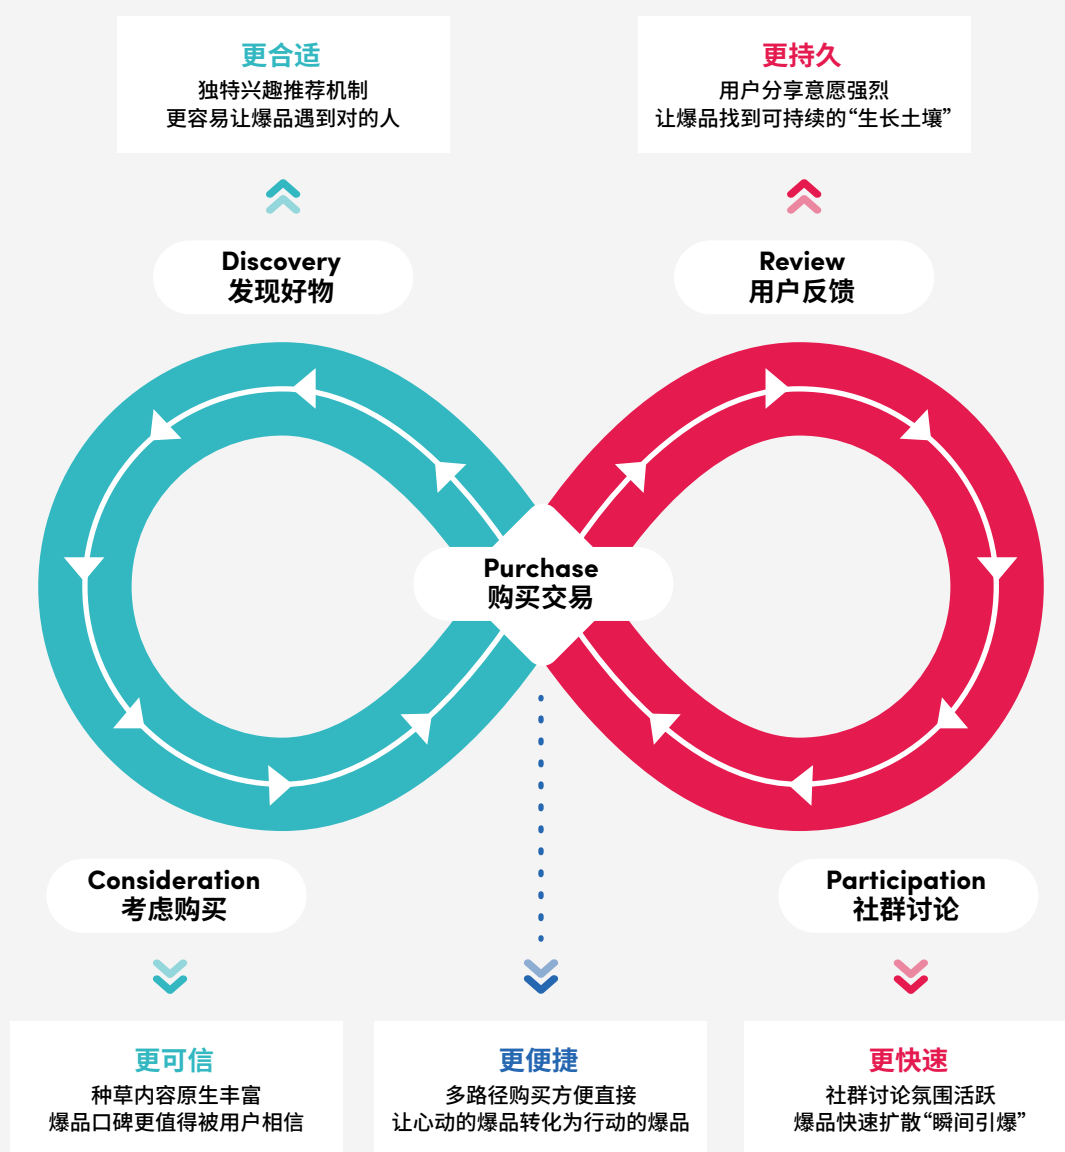 更合适
独特兴趣推荐机制
更容易让爆品遇到对的人
更持久
用户分享意愿强烈
让爆品找到可持续的“生长土壤”
Discovery
发现好物
Review
用户反馈
Purchase
购买交易
Consideration
考虑购买
Participation
社群讨论
更可信
种草内容原生丰富
爆品口碑更值得被用户相信
更便捷
多路径购买方便直接
让心动的爆品转化为行动的爆品
更快速
社群讨论氛围活跃
爆品快速扩散“瞬间引爆”